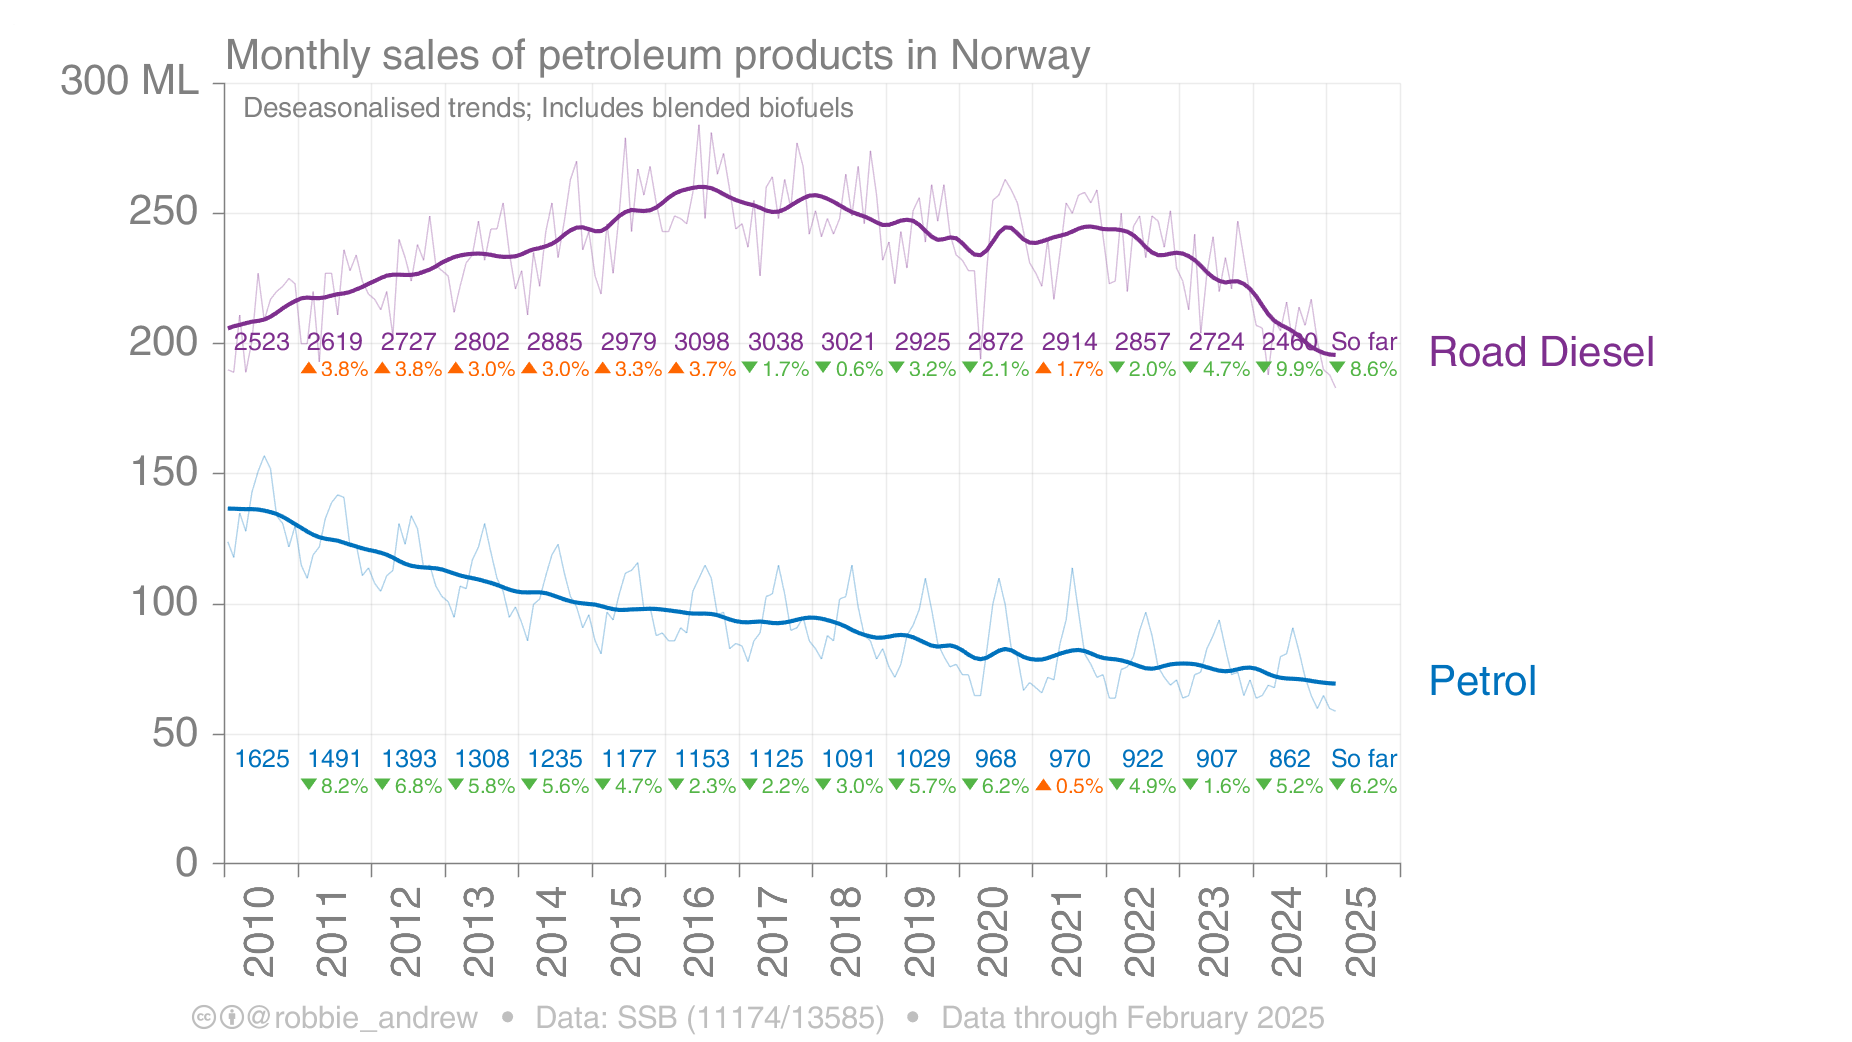 Monthly sales of petroleum products in Norway
300 ML
Deseasonalised trends; Includes blended biofuels
250
200
2523 2619 2727 2802 2885 2979 3098 3038 3021 2925 2872 2914 2857 2724 2460 So far
▲ 3.8% ▲ 3.8% ▲ 3.0% ▲ 3.0% ▲ 3.3% ▲ 3.7% ▼ 1.7% ▼ 0.6% ▼ 3.2% ▼ 2.1% ▲ 1.7% ▼ 2.0% ▼ 4.7% ▼ 9.9% ▼ 8.6%
Road Diesel
150
100
Petrol
50
1625 1491 1393 1308 1235 1177 1153 1125 1091 1029 968 970 922 907 862 So far
▼ 8.2% ▼ 6.8% ▼ 5.8% ▼ 5.6% ▼ 4.7% ▼ 2.3% ▼ 2.2% ▼ 3.0% ▼ 5.7% ▼ 6.2% ▲ 0.5% ▼ 4.9% ▼ 1.6% ▼ 5.2% ▼ 6.2%
0
2010 2011 2012 2013 2014 2015 2016 2017 2018 2019 2020 2021 2022 2023 2024 2025
cc @robbie_andrew • Data: SSB (11174/13585) • Data through February 2025